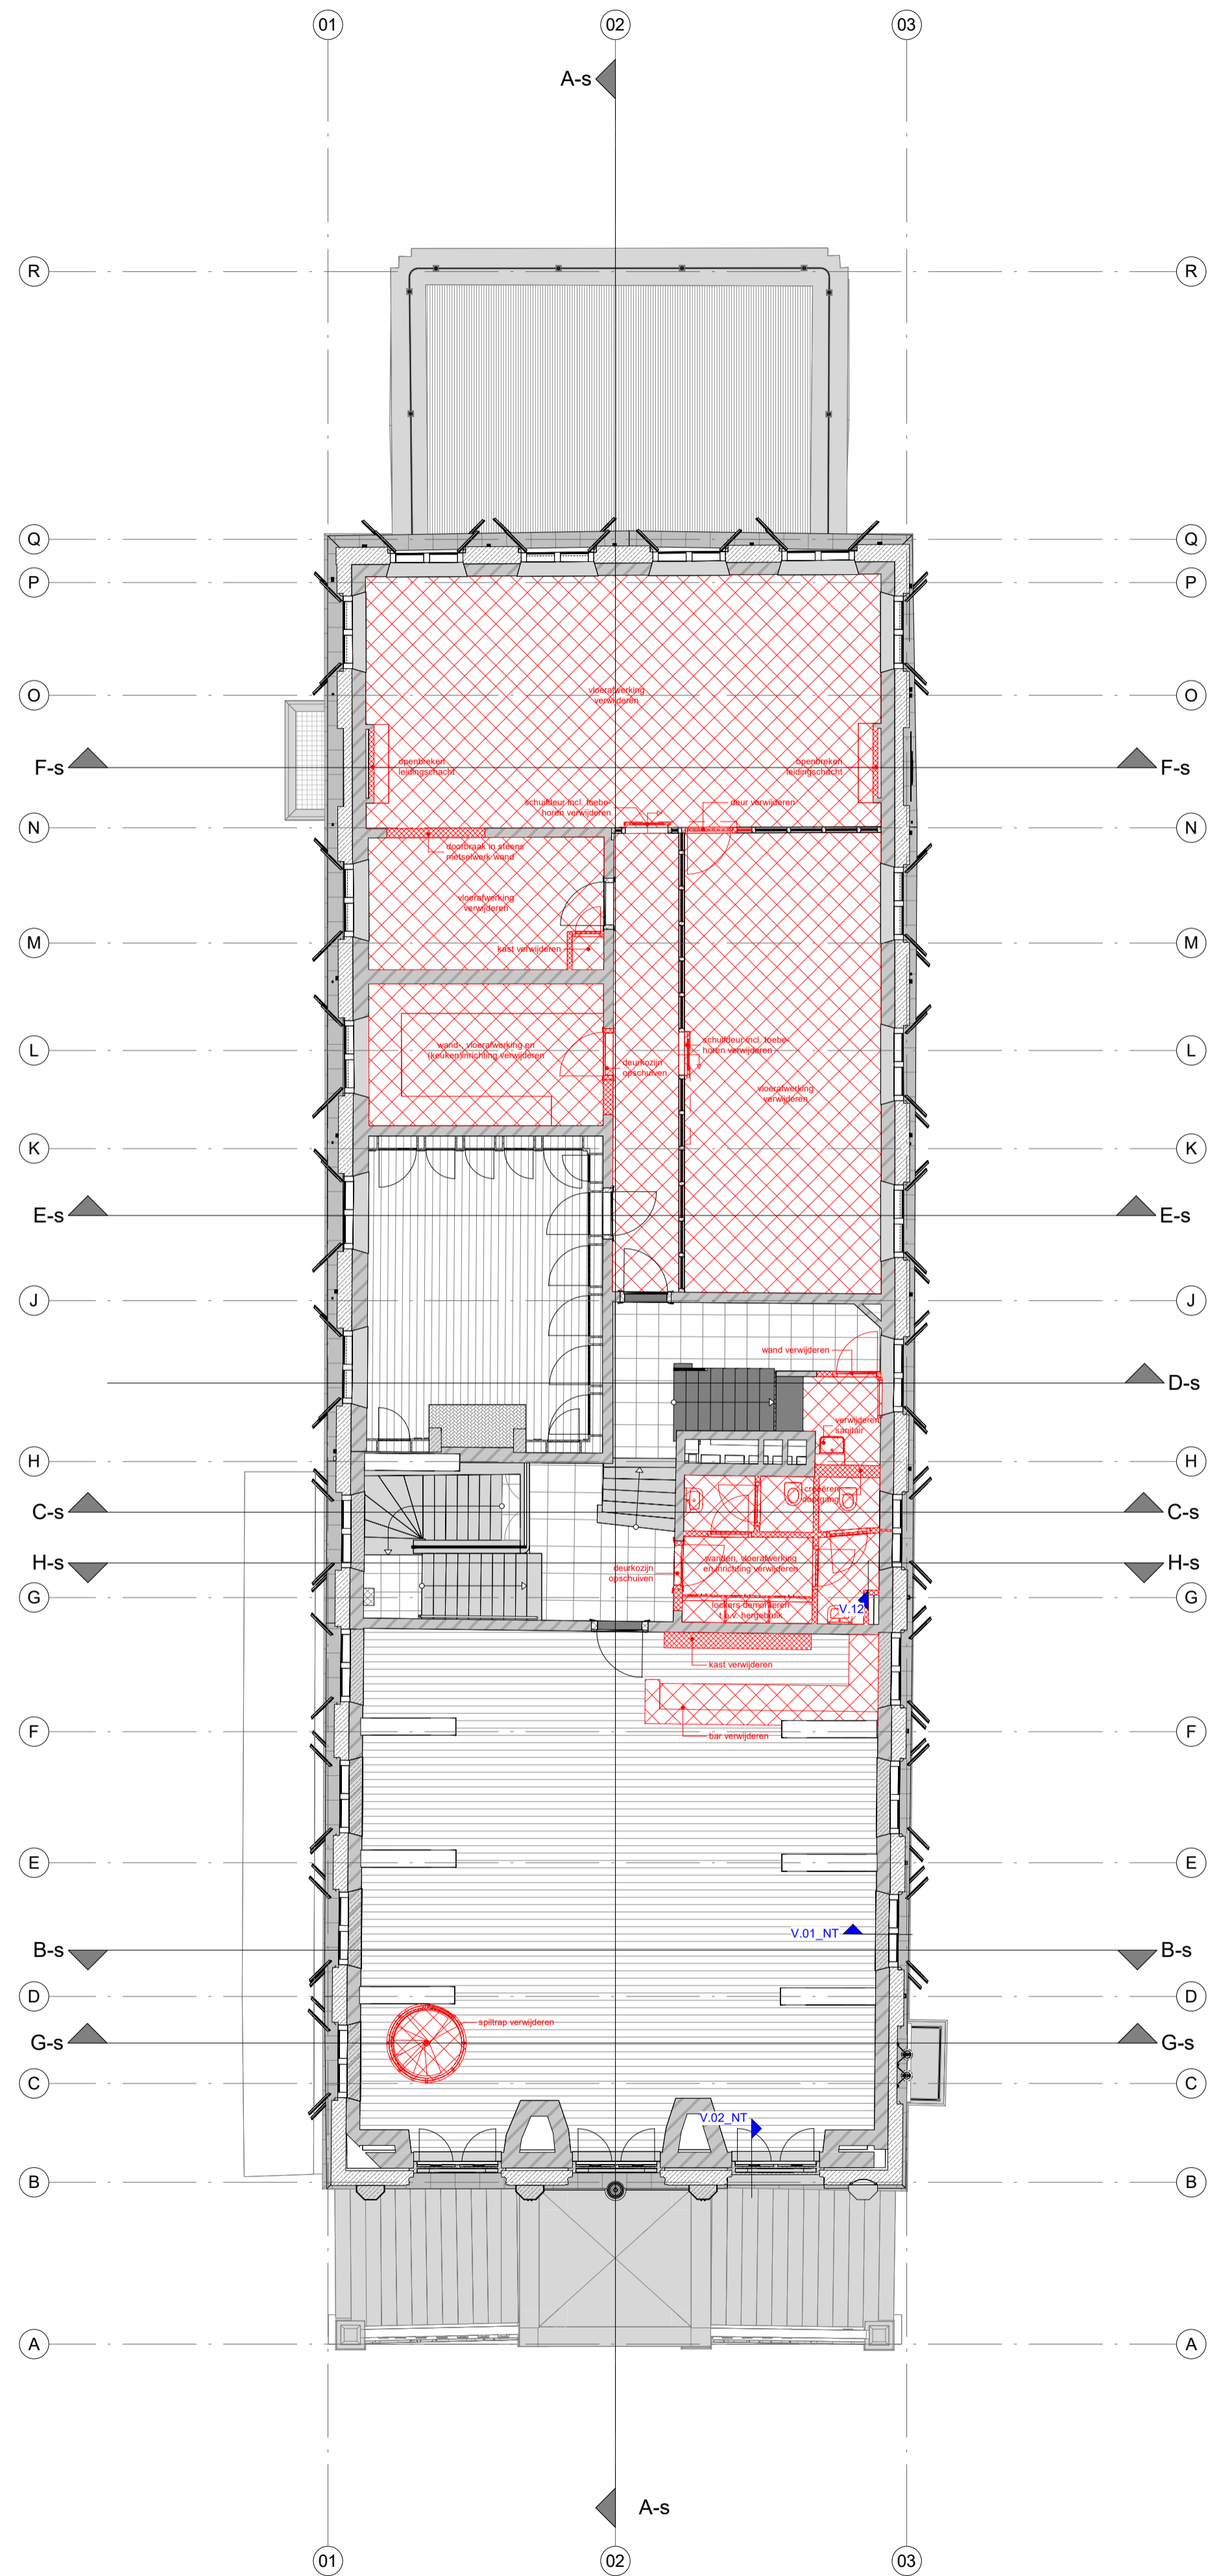 01
02
03
A-s
R
R
Q
Q
P
P
O
O
vloerafwerking
verwijderen
F-s
F-s
openbreken
leidingschacht
openbreken
leidingschacht
schuifdeur incl. toebe-
horen verwijderen
deur verwijderen
N
N
doorbraak in steens
metselwerk wand
vloerafwerking
verwijderen
M
M
kast verwijderen
L
L
wand-, vloerafwerking en
(keuken)inrichting verwijderen
deurkozijn
opschuiven
schuifdeur incl. toebe-
horen verwijderen
vloerafwerking
verwijderen
K
K
E-s
E-s
J
J
wand verwijderen
D-s
verwijderen
sanitair
H
H
creëeren
doorgang
C-s
C-s
H-s
H-s
wanden, vloerafwerking
en inrichting verwijderen
deurkozijn
opschuiven
G
G
lockers demonteren
t.b.v. hergebruik
V.12
kast verwijderen
F
F
bar verwijderen
E
E
V.01_NT
B-s
B-s
D
D
spiltrap verwijderen
G-s
G-s
C
C
V.02_NT
B
B
A
A
A-s
01
02
03